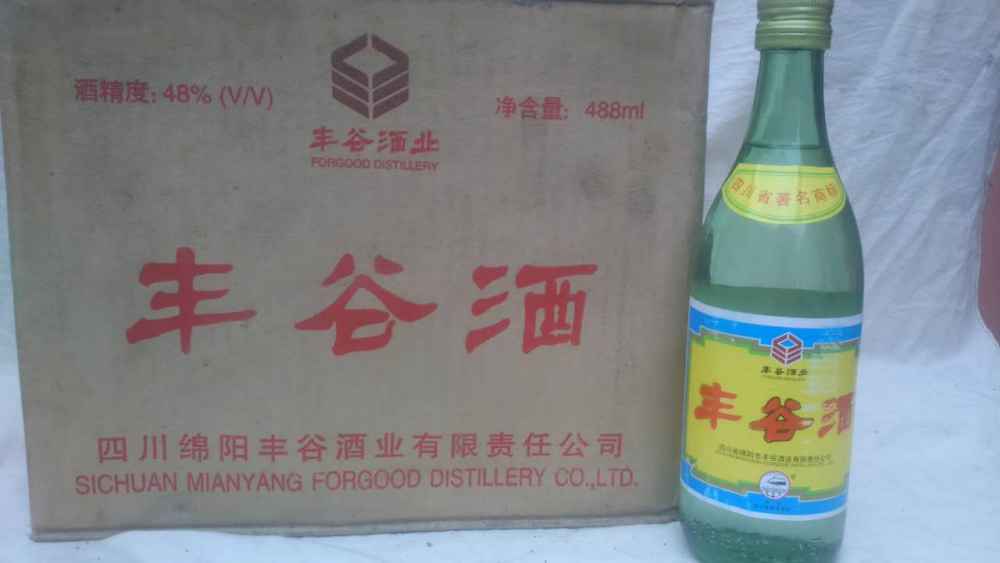 酒精度: 48% (V/V)
净含量: 488ml
丰谷酒业
FORGOOD DISTILLERY
丰谷酒
四川绵阳丰谷酒业有限责任公司
SICHUAN MIANYANG FORGOOD DISTILLERY CO.,LTD.
四川省著名商标
丰谷酒业
丰谷酒